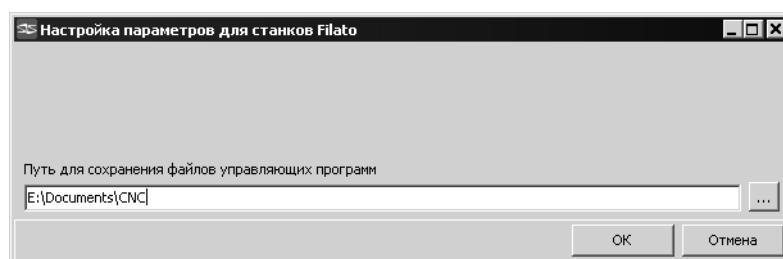 Настройка параметров для станков Filato
Путь для сохранения файлов управляющих программ
E:\Documents\CNC
...
OK
Отмена